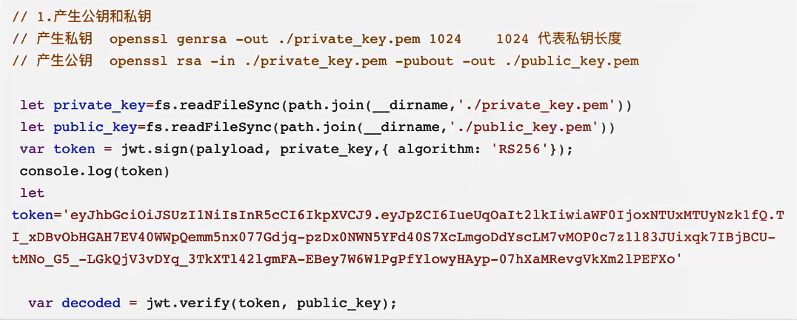 // 1.产生公钥和私钥
// 产生私钥  openssl genrsa -out ./private_key.pem 1024    1024 代表私钥长度
// 产生公钥  openssl rsa -in ./private_key.pem -pubout -out ./public_key.pem
let private_key=fs.readFileSync(path.join(__dirname,'./private_key.pem'))
let public_key=fs.readFileSync(path.join(__dirname,'./public_key.pem'))
var token = jwt.sign(palyload, private_key,{ algorithm: 'RS256'});
console.log(token)
let
token='eyJhbGciOiJSUzI1NiIsInR5cCI6IkpXVCJ9.eyJpZCI6IueUqOaIt2lkIiwiaWF0IjoxNTUxMTUyNzk1fQ.T
I_xDBvObHGAH7EV40WWpQemm5nx077Gdjq-pzDx0NWN5YFd40S7XcLmgoDdYscLM7vMOP0c7z1l83JUixqk7IBjBCU-
tMNo_G5_-LGkQjV3vDYq_3TkXTl42lgmFA-EBey7W6WlPgPfYlowyHAyp-07hXaMRevgVkXm2lPEFXo'
var decoded = jwt.verify(token, public_key);